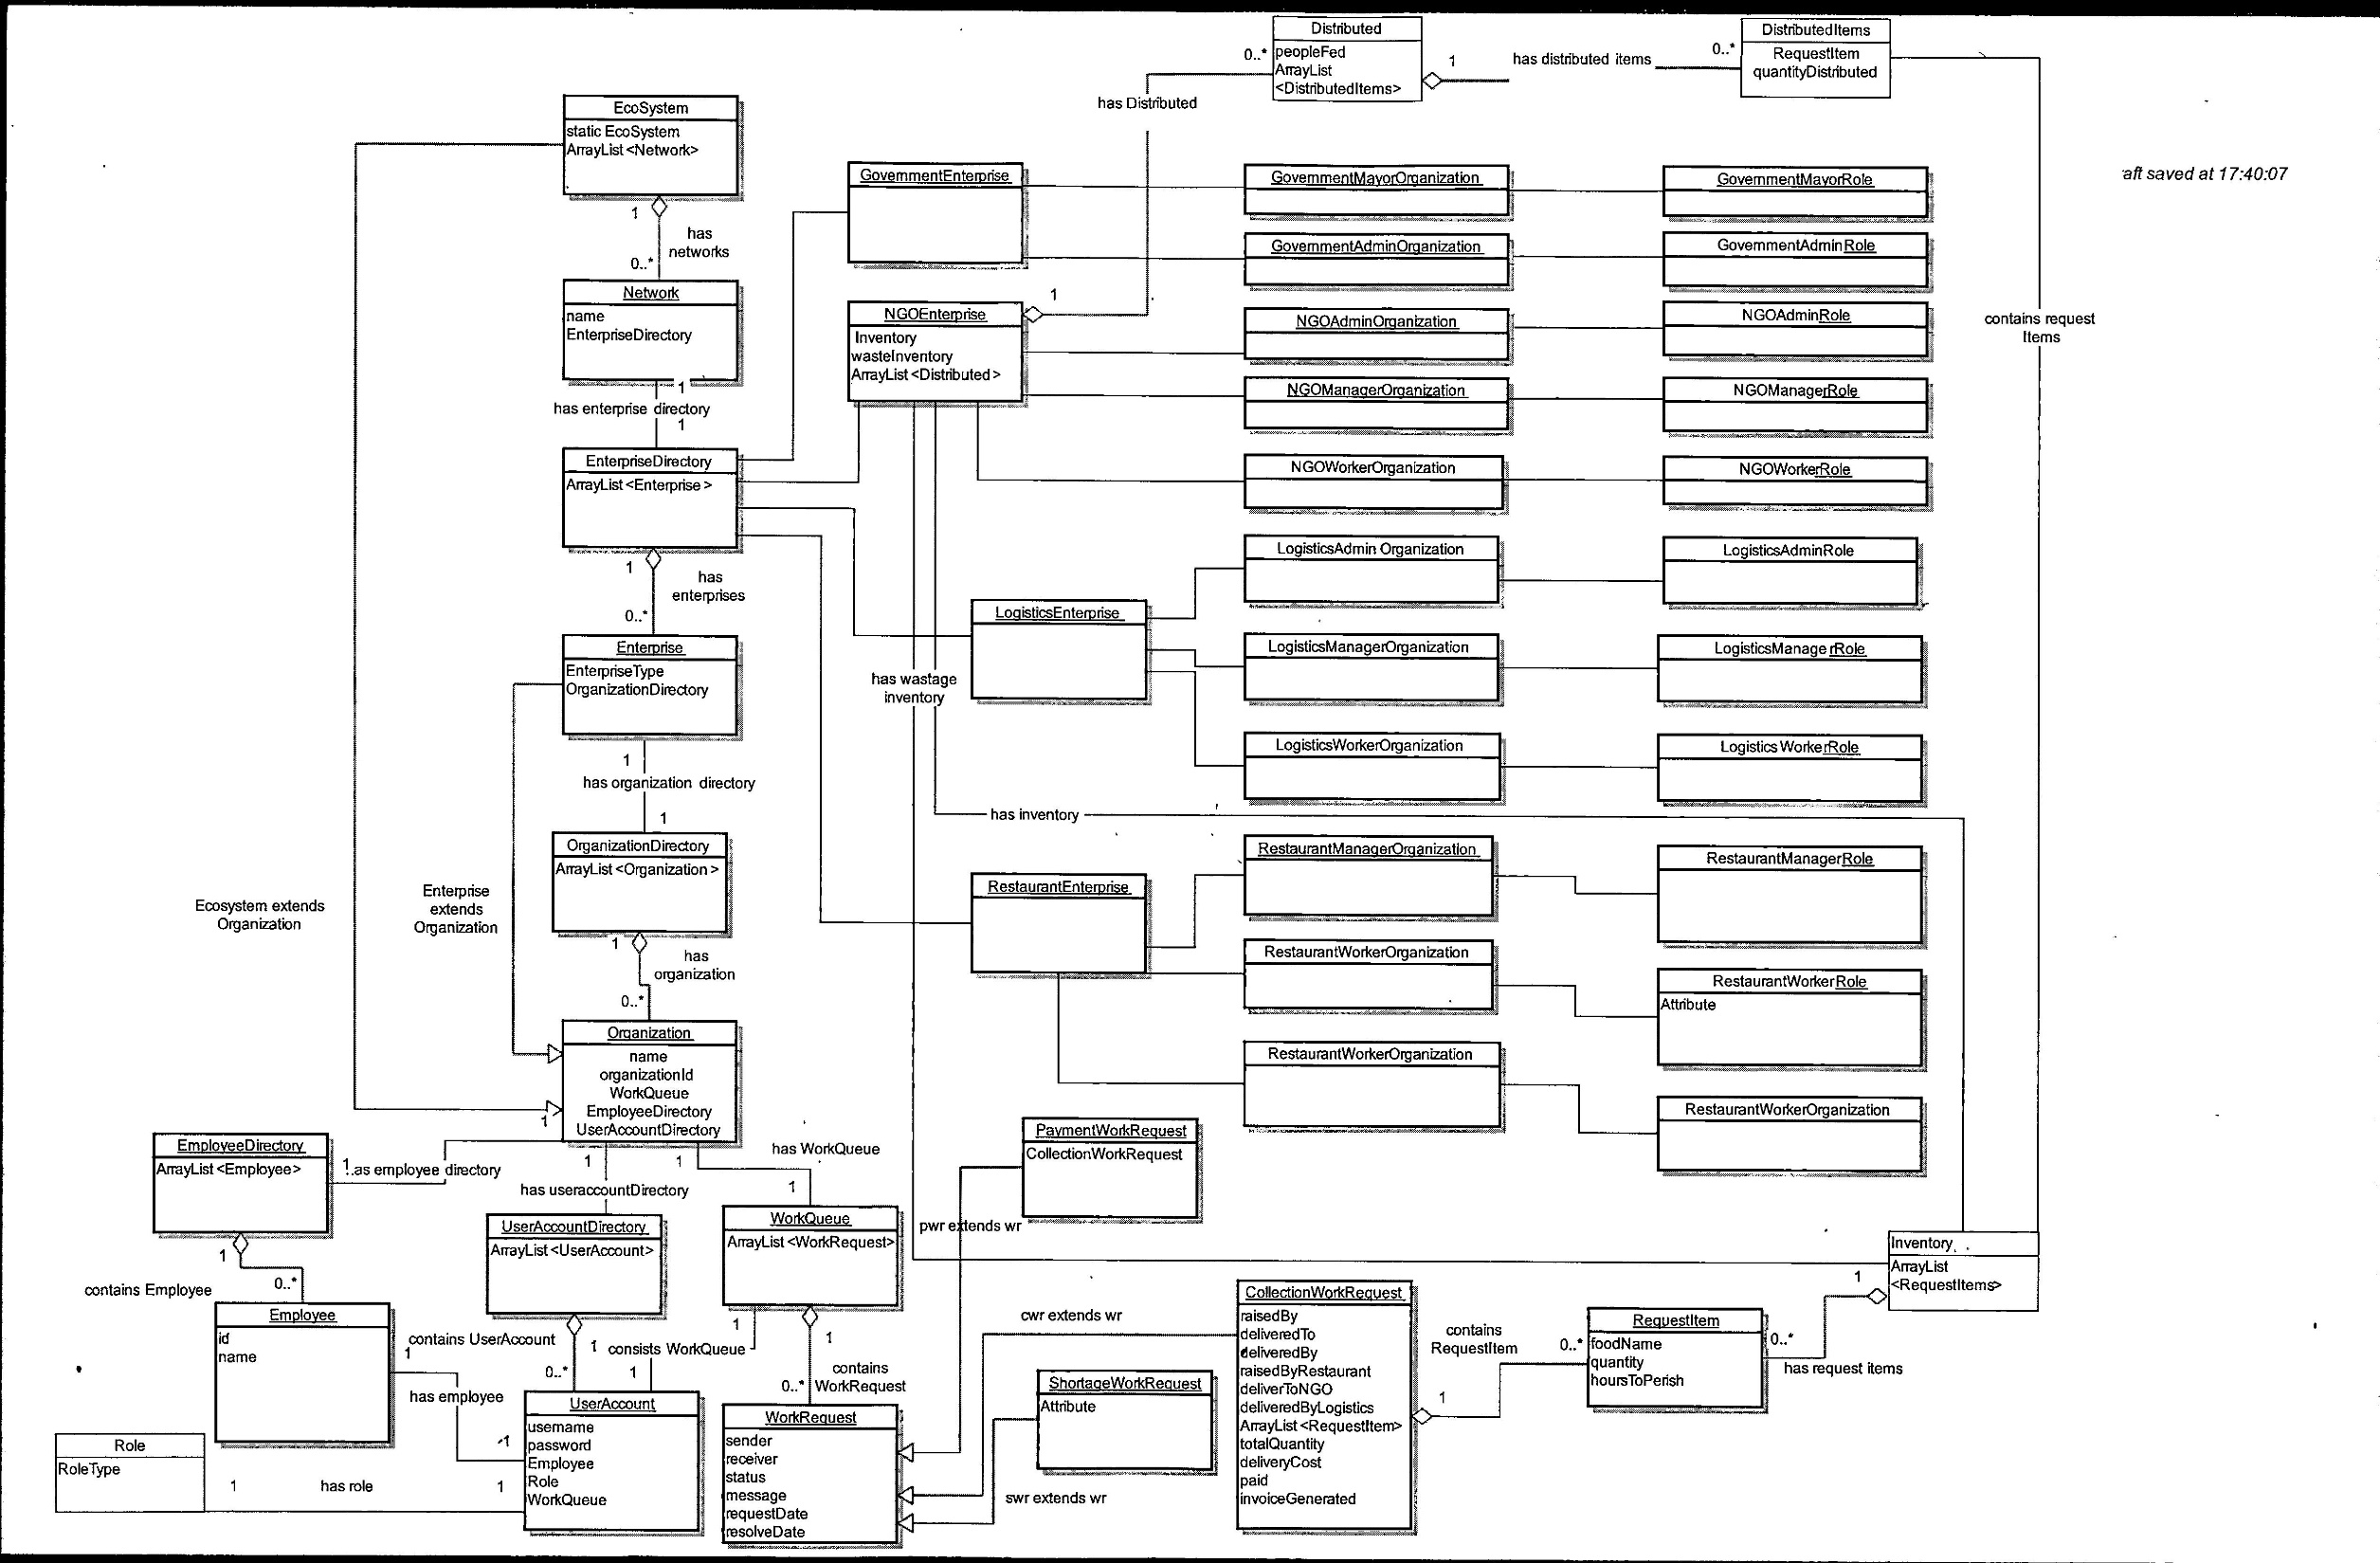 Distributed
peopleFed
ArrayList
<DistributedItems>
0..*
1
has distributed items
0..*
DistributedItems
RequestItem
quantityDistributed
has Distributed
EcoSystem
static EcoSystem
ArrayList <Network>
1
has
networks
0..*
Network
name
EnterpriseDirectory
1
has enterprise directory
1
EnterpriseDirectory
ArrayList <Enterprise >
1
has
enterprises
0..*
Enterprise
EnterpriseType
OrganizationDirectory
1
has organization directory
1
OrganizationDirectory
ArrayList <Organization >
1
has
organization
0..*
Organization
name
organizationId
WorkQueue
EmployeeDirectory
UserAccountDirectory
Ecosystem extends
Organization
Enterprise
extends
Organization
1
GovernmentEnterprise
GovernmentMayorOrganization
GovernmentMayorRole
GovernmentAdminOrganization
GovernmentAdminRole
aft saved at 17:40:07
NGOEnterprise
Inventory
wasteInventory
ArrayList <Distributed >
1
NGOAdminOrganization
NGOAdminRole
NGOManagerOrganization
NGOManagerRole
NGOWorkerOrganization
NGOWorkerRole
contains request
Items
LogisticsEnterprise
LogisticsAdmin Organization
LogisticsAdminRole
LogisticsManagerOrganization
LogisticsManage rRole
LogisticsWorkerOrganization
Logistics WorkerRole
has wastage
inventory
has inventory
RestaurantEnterprise
RestaurantManagerOrganization
RestaurantManagerRole
RestaurantWorkerOrganization
RestaurantWorkerRole
Attribute
RestaurantWorkerOrganization
RestaurantWorkerOrganization
EmployeeDirectory
ArrayList <Employee>
1
as employee directory
1
contains Employee
0..*
Employee
id
name
1
has useraccountDirectory
UserAccountDirectory
ArrayList <UserAccount>
contains UserAccount
1
0..*
1
has employee
1
UserAccount
username
password
Employee
Role
WorkQueue
Role
RoleType
1
has role
1
1
has WorkQueue
1
WorkQueue
ArrayList <WorkRequest>
1
consists WorkQueue
1
1
contains
WorkRequest
0..*
WorkRequest
sender
receiver
status
message
requestDate
resolveDate
PaymentWorkRequest
CollectionWorkRequest
pwr extends wr
cwr extends wr
ShortageWorkRequest
Attribute
swr extends wr
CollectionWorkRequest
raisedBy
deliveredTo
deliveredBy
raisedByRestaurant
deliverToNGO
deliveredByLogistics
ArrayList <RequestItem>
totalQuantity
deliveryCost
paid
invoiceGenerated
contains
RequestItem
1
0..*
RequestItem
foodName
quantity
hoursToPerish
0..*
has request items
1
Inventory
ArrayList
<RequestItems>